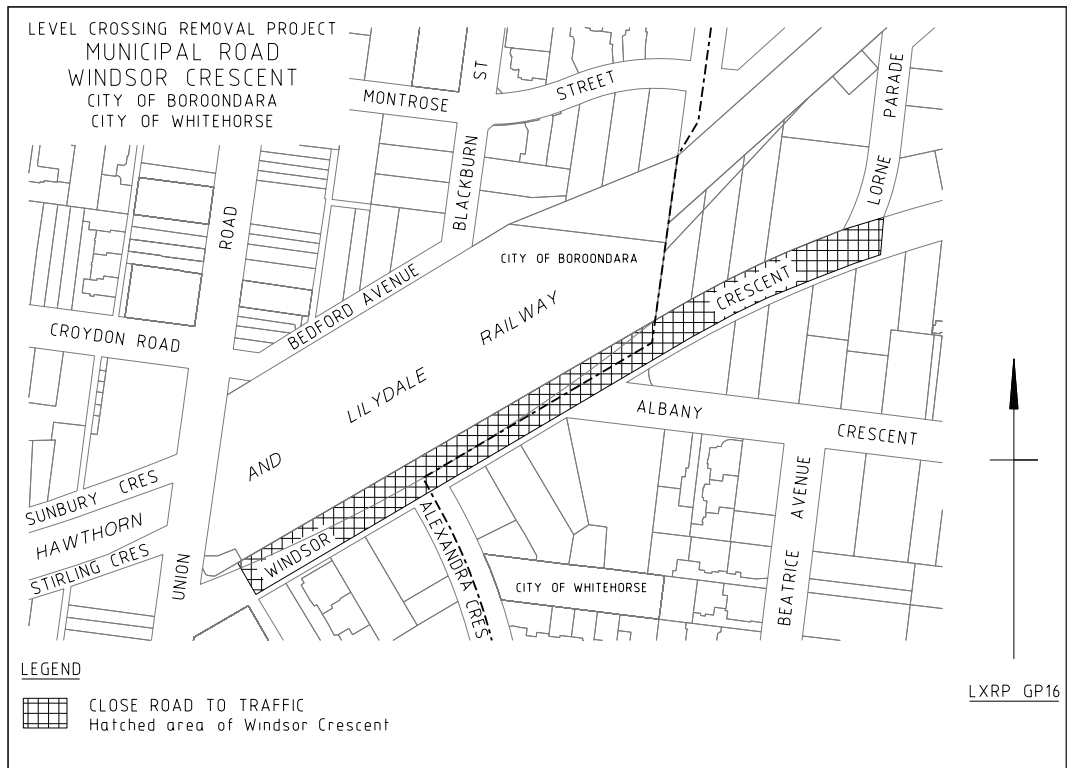 LEVEL CROSSING REMOVAL PROJECT
MUNICIPAL ROAD
WINDSOR CRESCENT
CITY OF BOROONDARA
CITY OF WHITEHORSE
MONTROSE
STREET
BLACKBURN ST
LORNE PARADE
ROAD
CITY OF BOROONDARA
BEDFORD AVENUE
CRESCENT
RAILWAY
CROYDON ROAD
LILYDALE
ALBANY
CRESCENT
AND
SUNBURY CRES
HAWTHORN
STIRLING CRES
UNION
WINDSOR
ALEXANDRA CRES
CITY OF WHITEHORSE
BEATRICE AVENUE
LEGEND
CLOSE ROAD TO TRAFFIC
Hatched area of Windsor Crescent
LXRP GP16